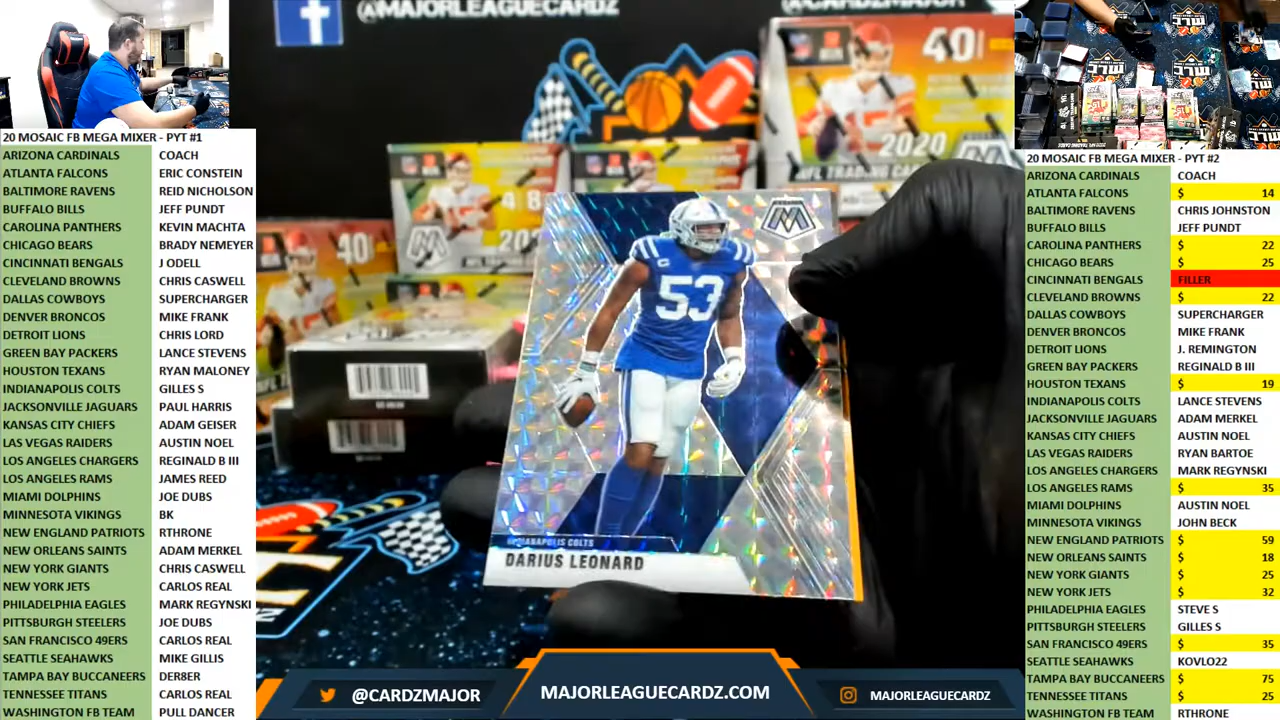 @MAJORLEAGUECARDZ
@CARDZMAJOR
20 MOSAIC FB MEGA MIXER - PYT #1
ARIZONA CARDINALS COACH
ATLANTA FALCONS ERIC CONSTEIN
BALTIMORE RAVENS REID NICHOLSON
BUFFALO BILLS JEFF PUNDT
CAROLINA PANTHERS KEVIN MACHTA
CHICAGO BEARS BRADY NEMEYER
CINCINNATI BENGALS J ODELL
CLEVELAND BROWNS CHRIS CASWELL
DALLAS COWBOYS SUPERCHARGER
DENVER BRONCOS MIKE FRANK
DETROIT LIONS CHRIS LORD
GREEN BAY PACKERS LANCE STEVENS
HOUSTON TEXANS RYAN MALONEY
INDIANAPOLIS COLTS GILLES S
JACKSONVILLE JAGUARS PAUL HARRIS
KANSAS CITY CHIEFS ADAM GEISER
LAS VEGAS RAIDERS AUSTIN NOEL
LOS ANGELES CHARGERS REGINALD B III
LOS ANGELES RAMS JAMES REED
MIAMI DOLPHINS JOE DUBS
MINNESOTA VIKINGS BK
NEW ENGLAND PATRIOTS RTHRONE
NEW ORLEANS SAINTS ADAM MERKEL
NEW YORK GIANTS CHRIS CASWELL
NEW YORK JETS CARLOS REAL
PHILADELPHIA EAGLES MARK REGYNSKI
PITTSBURGH STEELERS JOE DUBS
SAN FRANCISCO 49ERS CARLOS REAL
SEATTLE SEAHAWKS MIKE GILLIS
TAMPA BAY BUCCANEERS DER8ER
TENNESSEE TITANS CARLOS REAL
WASHINGTON FB TEAM PULL DANCER
40
2020
NFL TRADING CARDS
4 8
40
53
INDIANAPOLIS COLTS
DARIUS LEONARD
@CARDZMAJOR
MAJORLEAGUECARDZ.COM
MAJORLEAGUECARDZ
20 MOSAIC FB MEGA MIXER - PYT #2
ARIZONA CARDINALS COACH
ATLANTA FALCONS $ 14
BALTIMORE RAVENS CHRIS JOHNSTON
BUFFALO BILLS JEFF PUNDT
CAROLINA PANTHERS $ 22
CHICAGO BEARS $ 25
CINCINNATI BENGALS FILLER
CLEVELAND BROWNS $ 22
DALLAS COWBOYS SUPERCHARGER
DENVER BRONCOS MIKE FRANK
DETROIT LIONS J. REMINGTON
GREEN BAY PACKERS REGINALD B III
HOUSTON TEXANS $ 19
INDIANAPOLIS COLTS LANCE STEVENS
JACKSONVILLE JAGUARS ADAM MERKEL
KANSAS CITY CHIEFS AUSTIN NOEL
LAS VEGAS RAIDERS RYAN BARTOE
LOS ANGELES CHARGERS MARK REGYNSKI
LOS ANGELES RAMS $ 35
MIAMI DOLPHINS AUSTIN NOEL
MINNESOTA VIKINGS JOHN BECK
NEW ENGLAND PATRIOTS $ 59
NEW ORLEANS SAINTS $ 18
NEW YORK GIANTS $ 25
NEW YORK JETS $ 32
PHILADELPHIA EAGLES STEVE S
PITTSBURGH STEELERS GILLES S
SAN FRANCISCO 49ERS $ 35
SEATTLE SEAHAWKS KOVLO22
TAMPA BAY BUCCANEERS $ 75
TENNESSEE TITANS $ 25
WASHINGTON FB TEAM RTHRONE